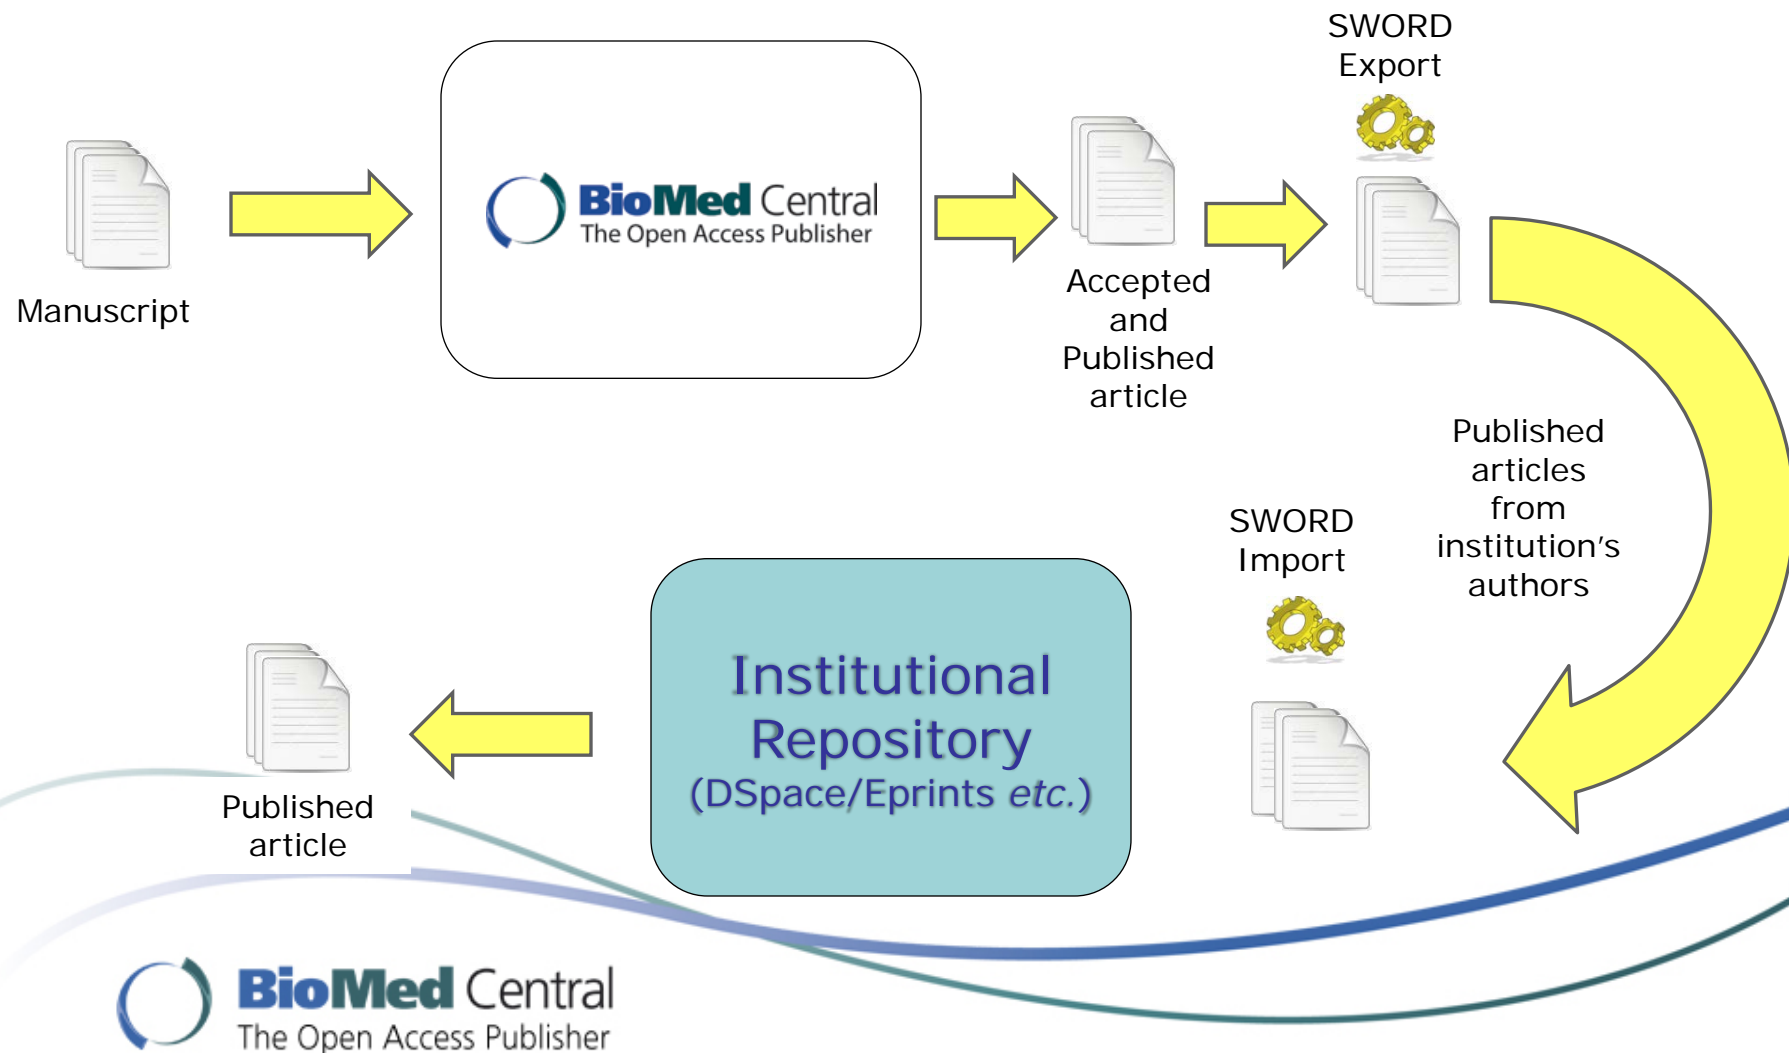 SWORD
Export
BioMed Central
The Open Access Publisher
Manuscript
Accepted
and
Published
article
Published
articles
from
institution's
authors
SWORD
Import
Institutional
Repository
(DSpace/Eprints etc.)
Published
article
BioMed Central
The Open Access Publisher